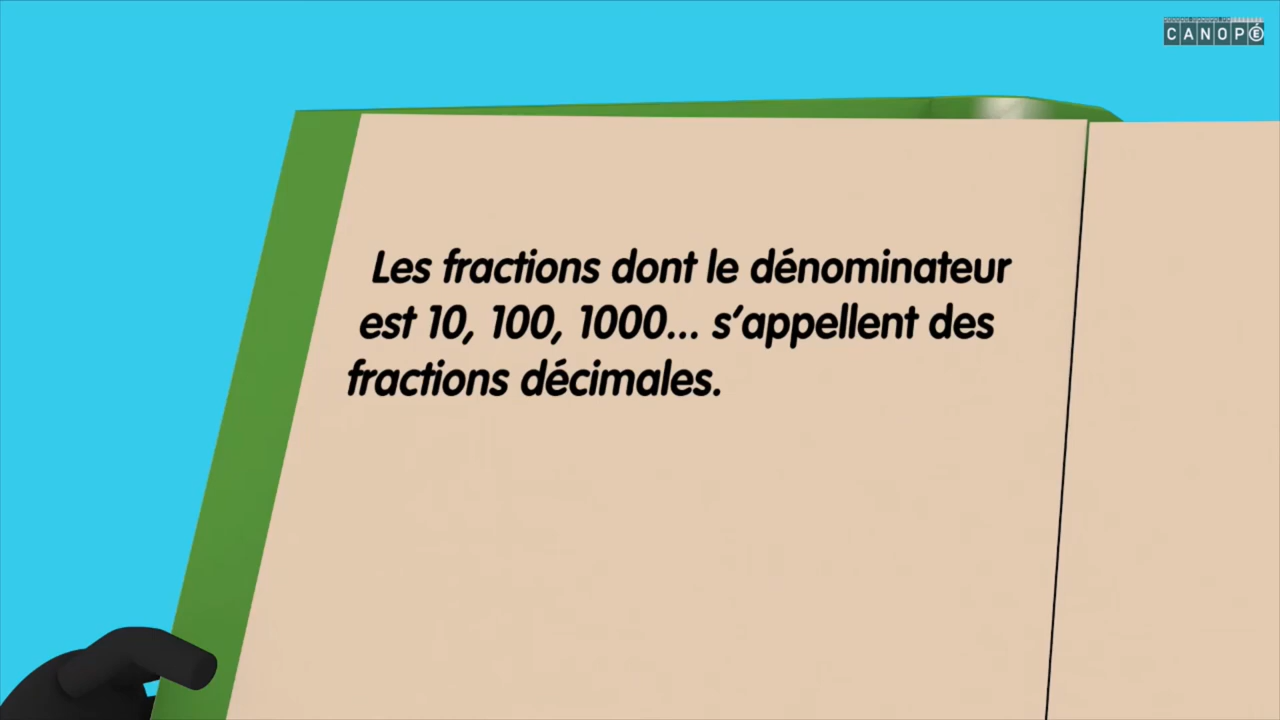 CANOPÉ
Les fractions dont le dénominateur
est 10, 100, 1000... s'appellent des
fractions décimales.